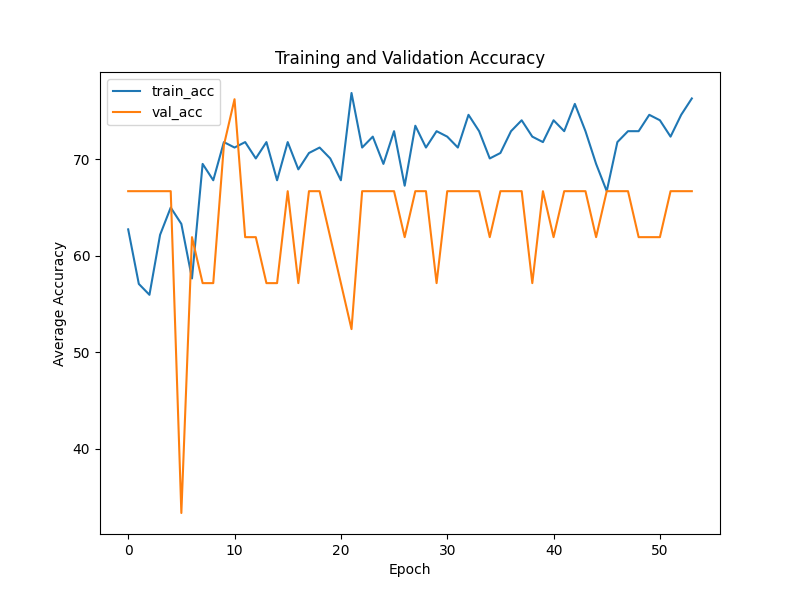 Training and Validation Accuracy
train_acc
val_acc
Average Accuracy
70
60
50
40
0 10 20 30 40 50
Epoch